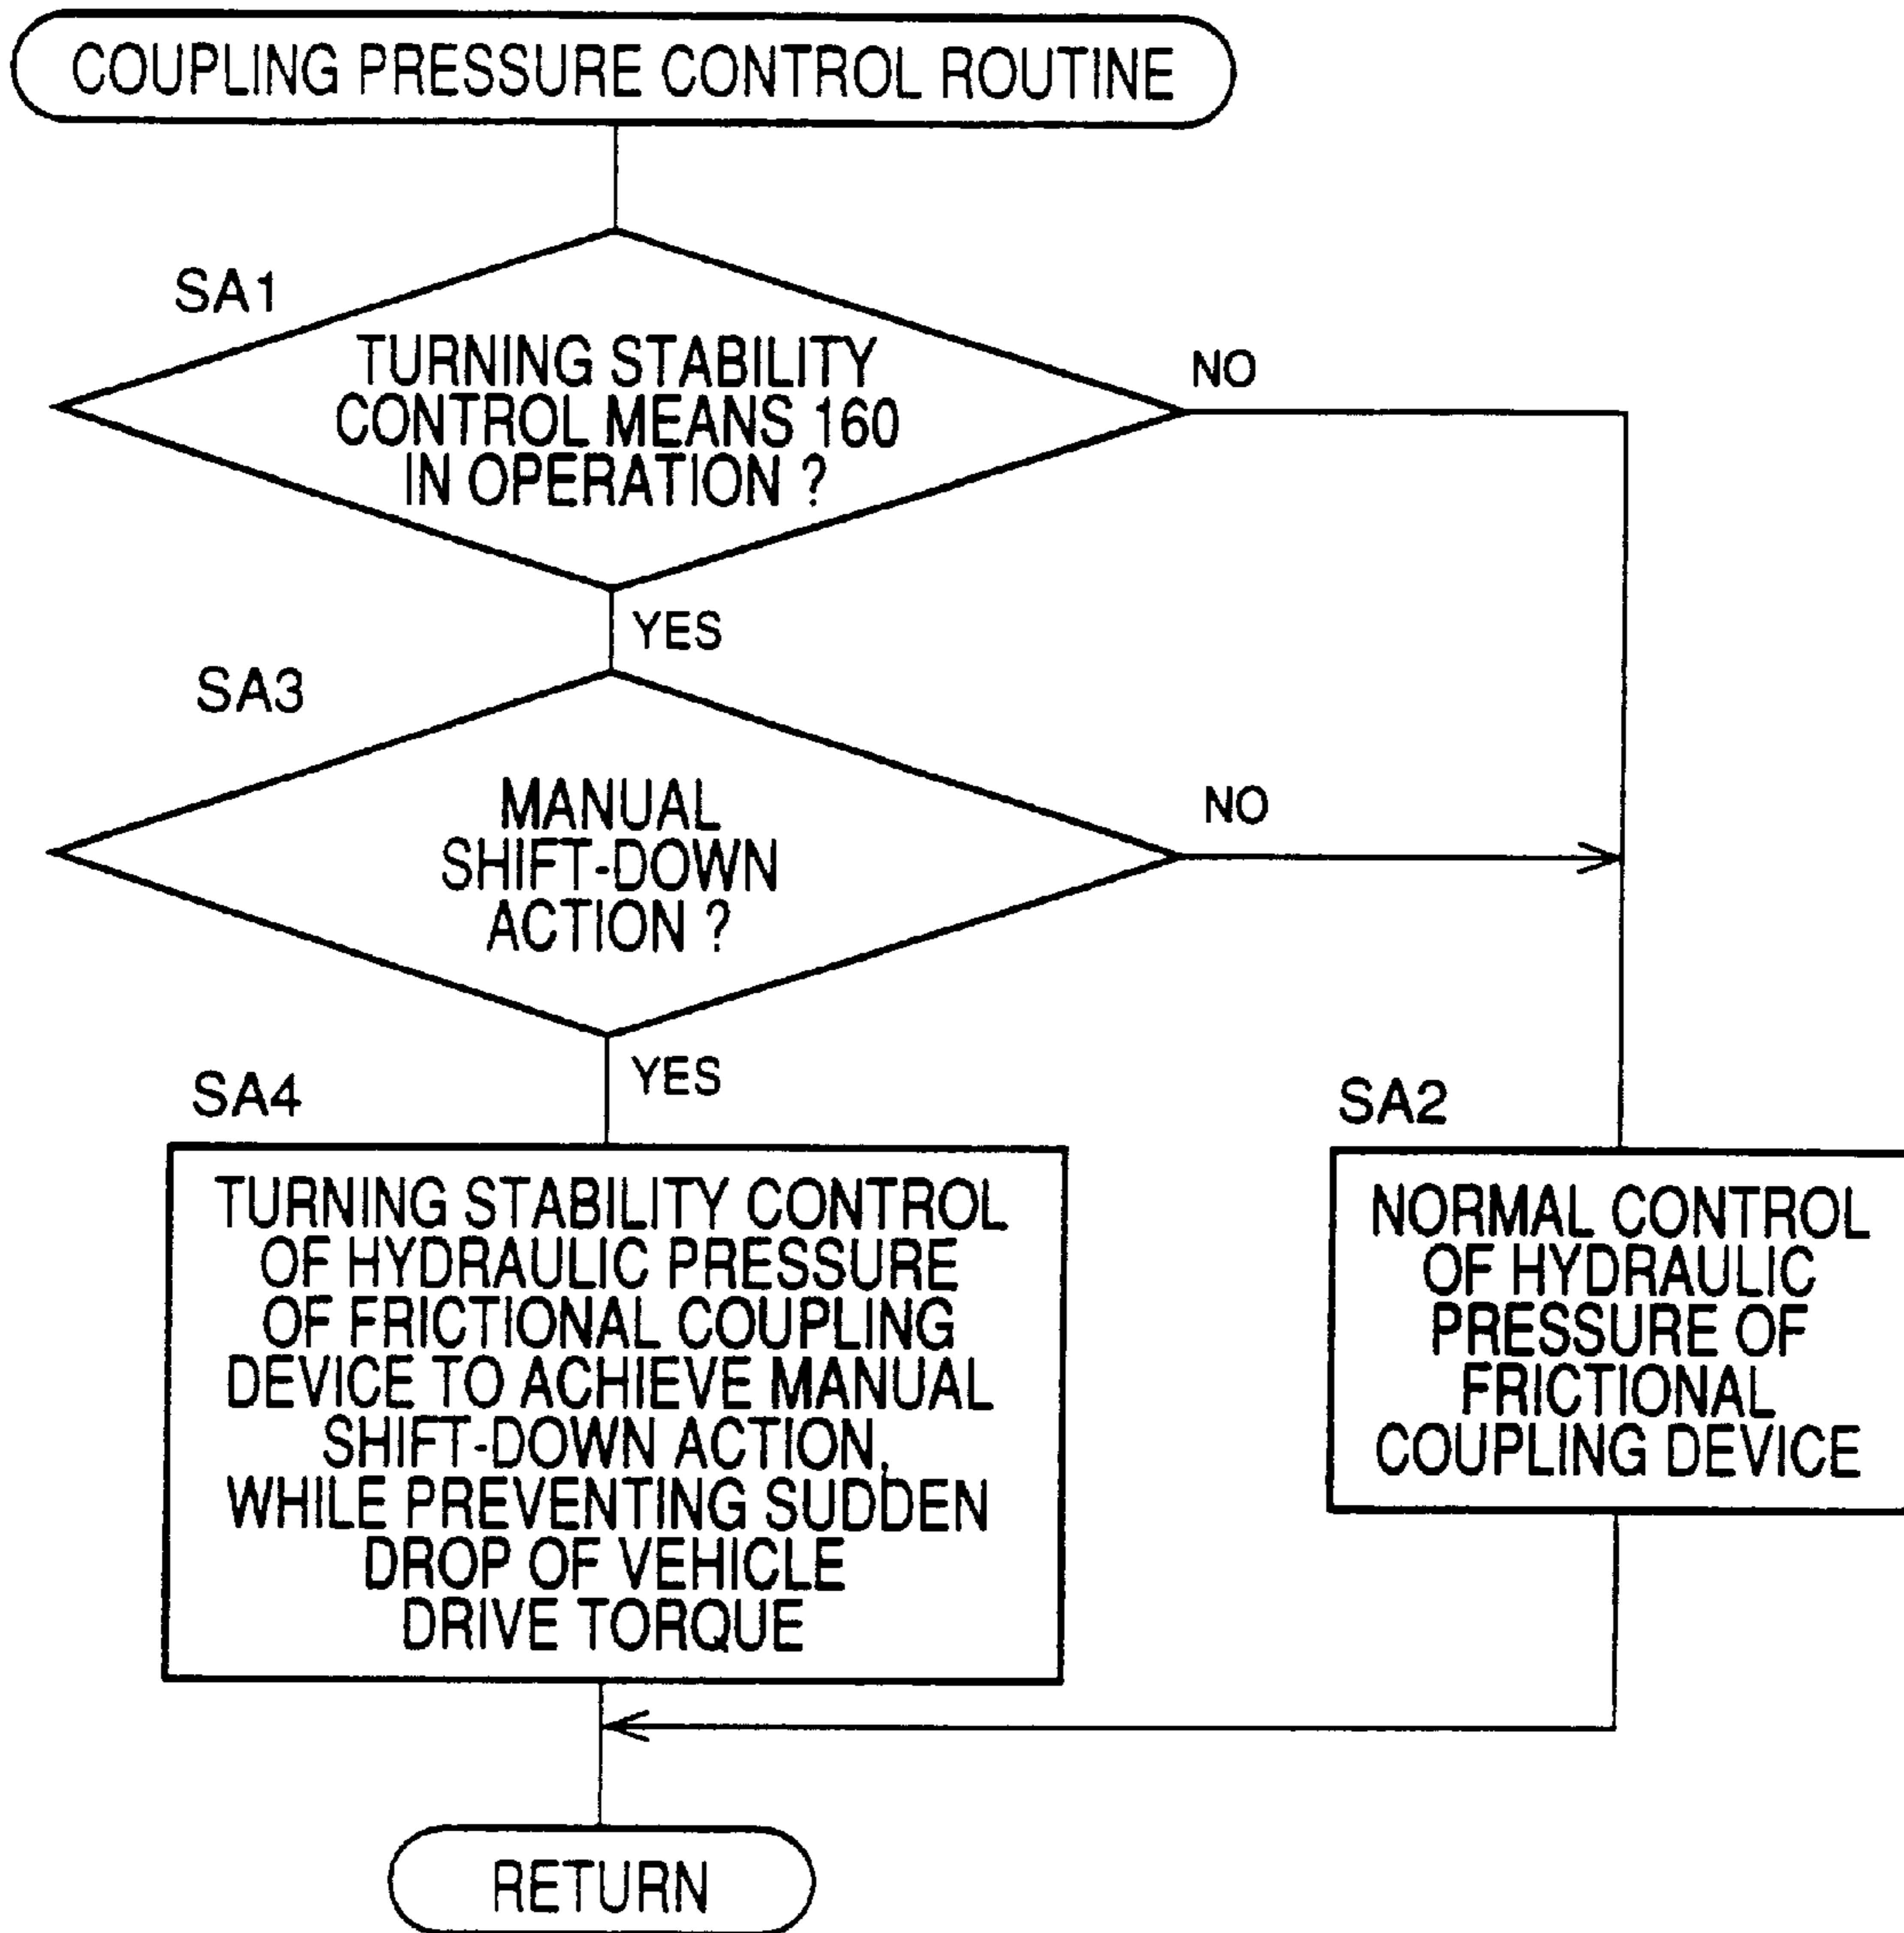 COUPLING PRESSURE CONTROL ROUTINE
SA1
TURNING STABILITY
CONTROL MEANS 160
IN OPERATION ?
NO
YES
SA3
MANUAL
SHIFT-DOWN
ACTION ?
NO
YES
SA4
TURNING STABILITY CONTROL
OF HYDRAULIC PRESSURE
OF FRICTIONAL COUPLING
DEVICE TO ACHIEVE MANUAL
SHIFT-DOWN ACTION,
WHILE PREVENTING SUDDEN
DROP OF VEHICLE
DRIVE TORQUE
SA2
NORMAL CONTROL
OF HYDRAULIC
PRESSURE OF
FRICTIONAL
COUPLING DEVICE
RETURN